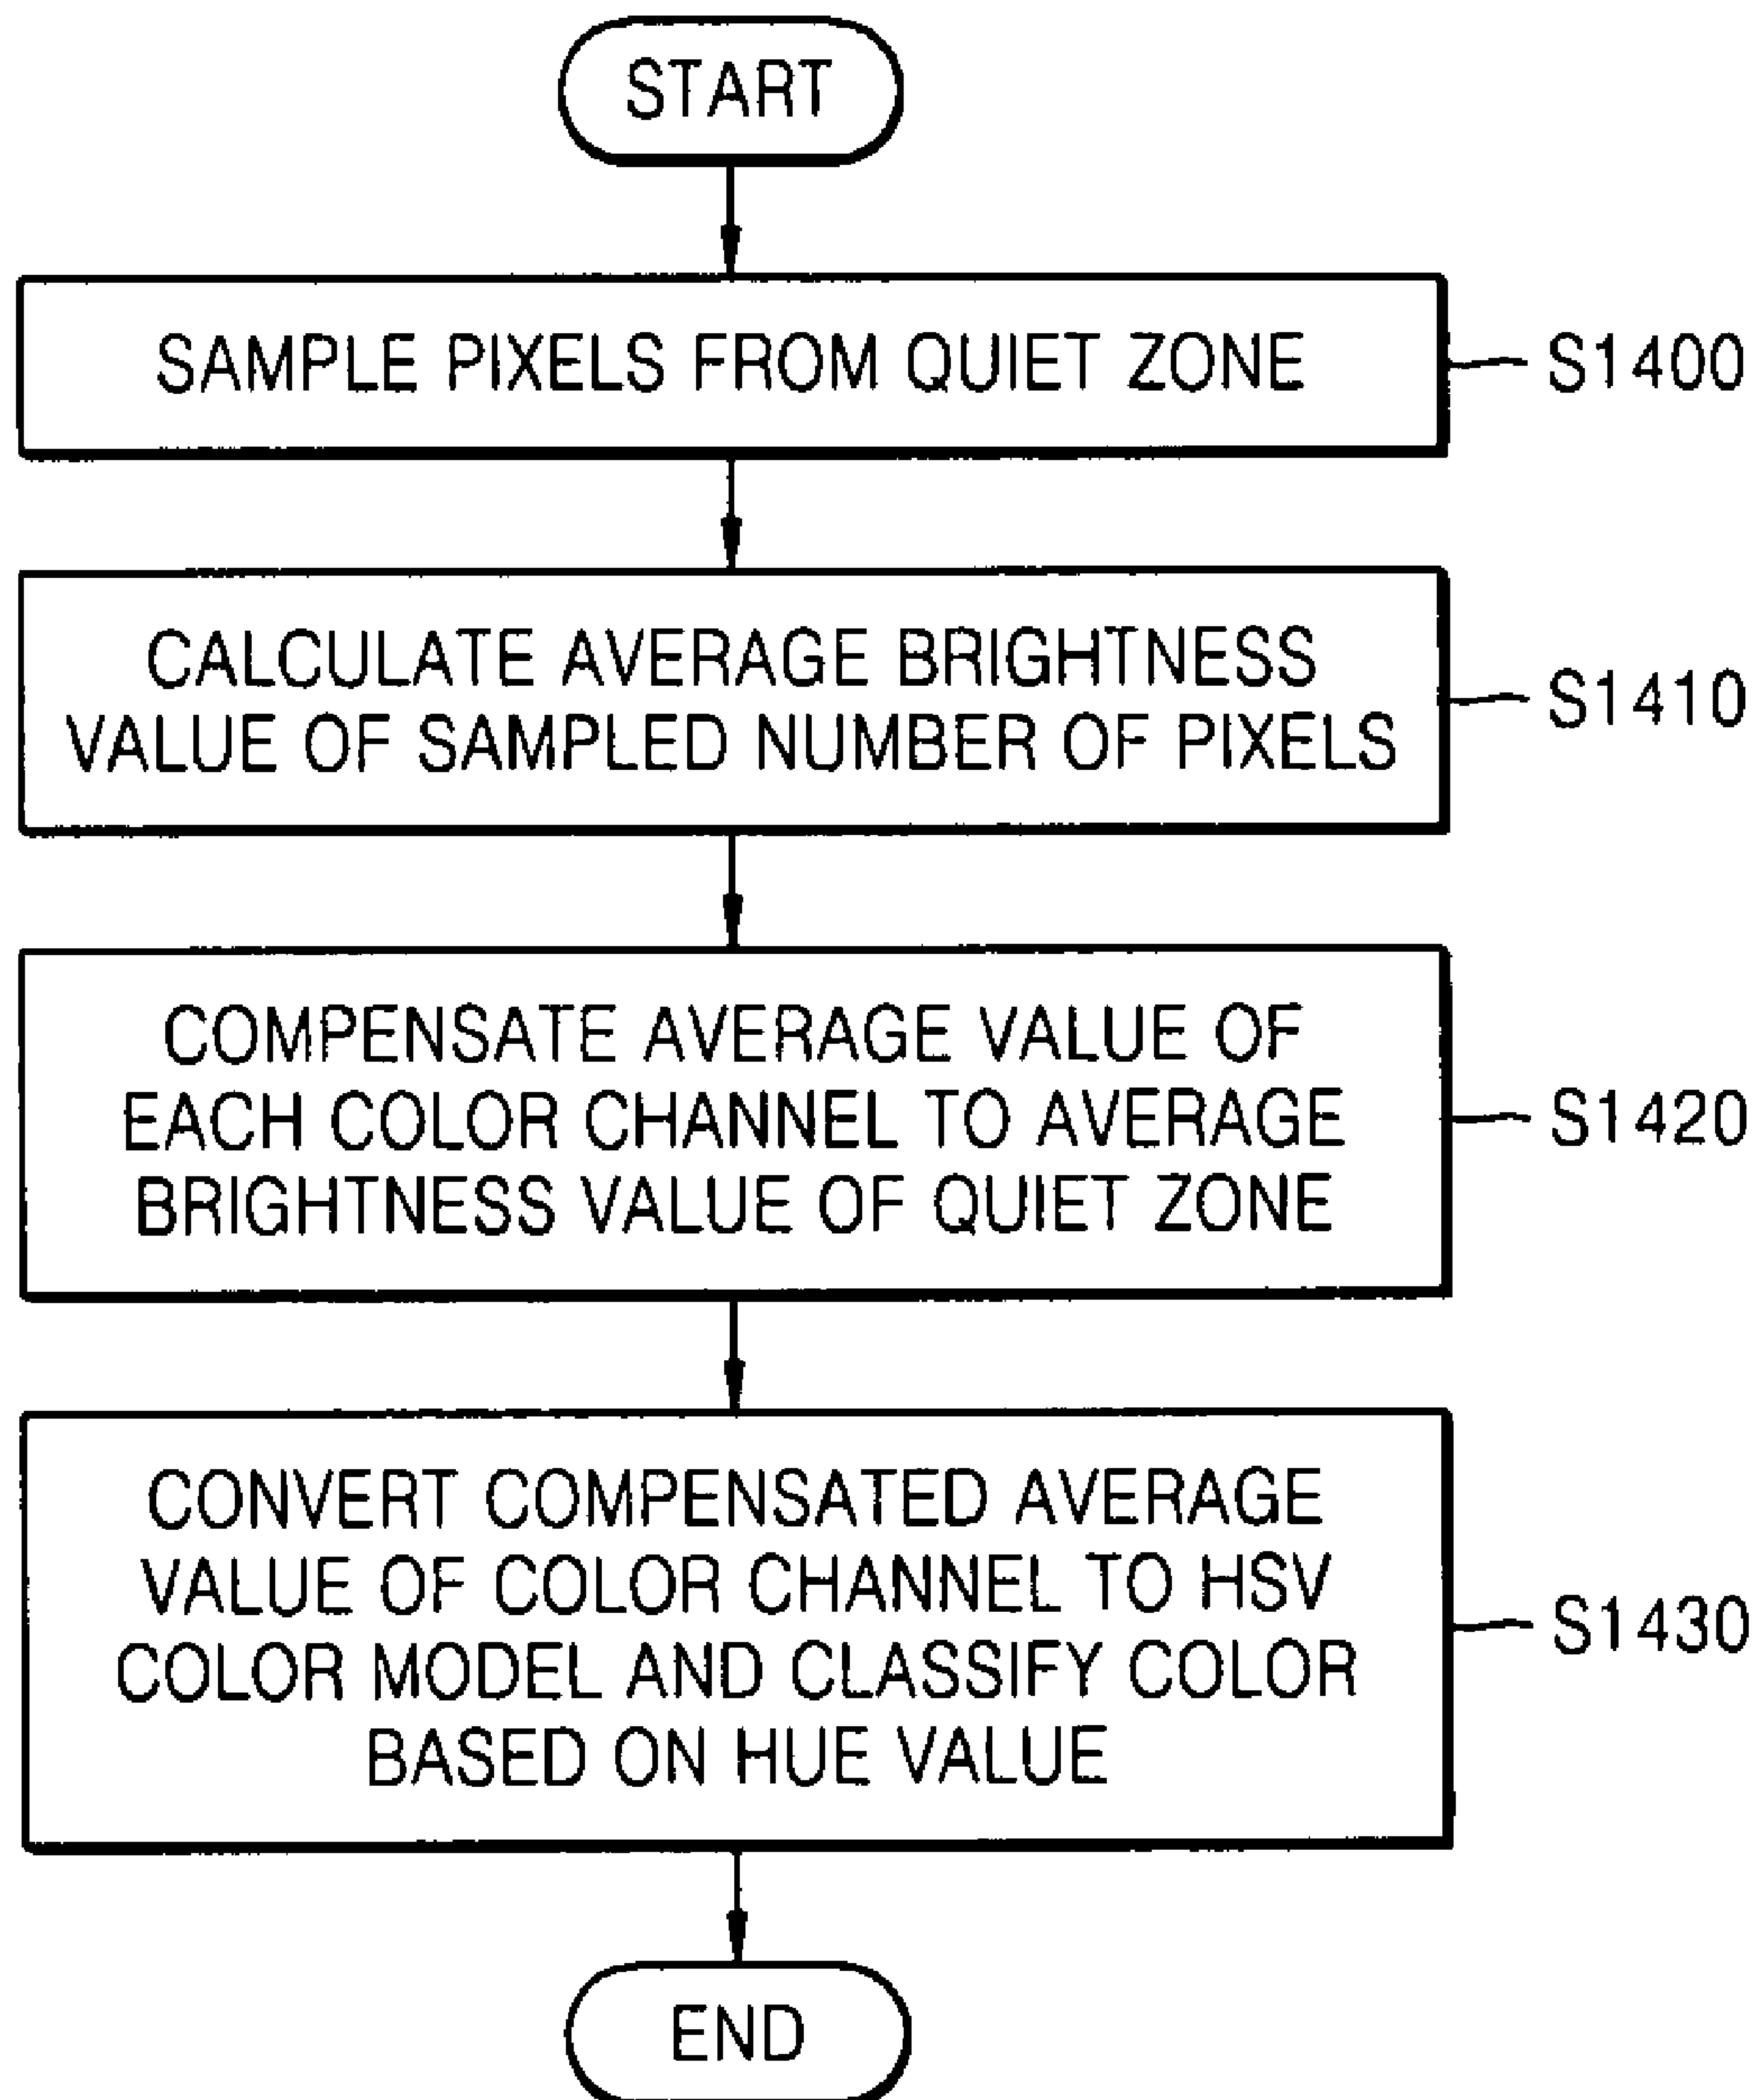 START
SAMPLE PIXELS FROM QUIET ZONE
S1400
CALCULATE AVERAGE BRIGHTNESS
VALUE OF SAMPLED NUMBER OF PIXELS
S1410
COMPENSATE AVERAGE VALUE OF
EACH COLOR CHANNEL TO AVERAGE
BRIGHTNESS VALUE OF QUIET ZONE
S1420
CONVERT COMPENSATED AVERAGE
VALUE OF COLOR CHANNEL TO HSV
COLOR MODEL AND CLASSIFY COLOR
BASED ON HUE VALUE
S1430
END